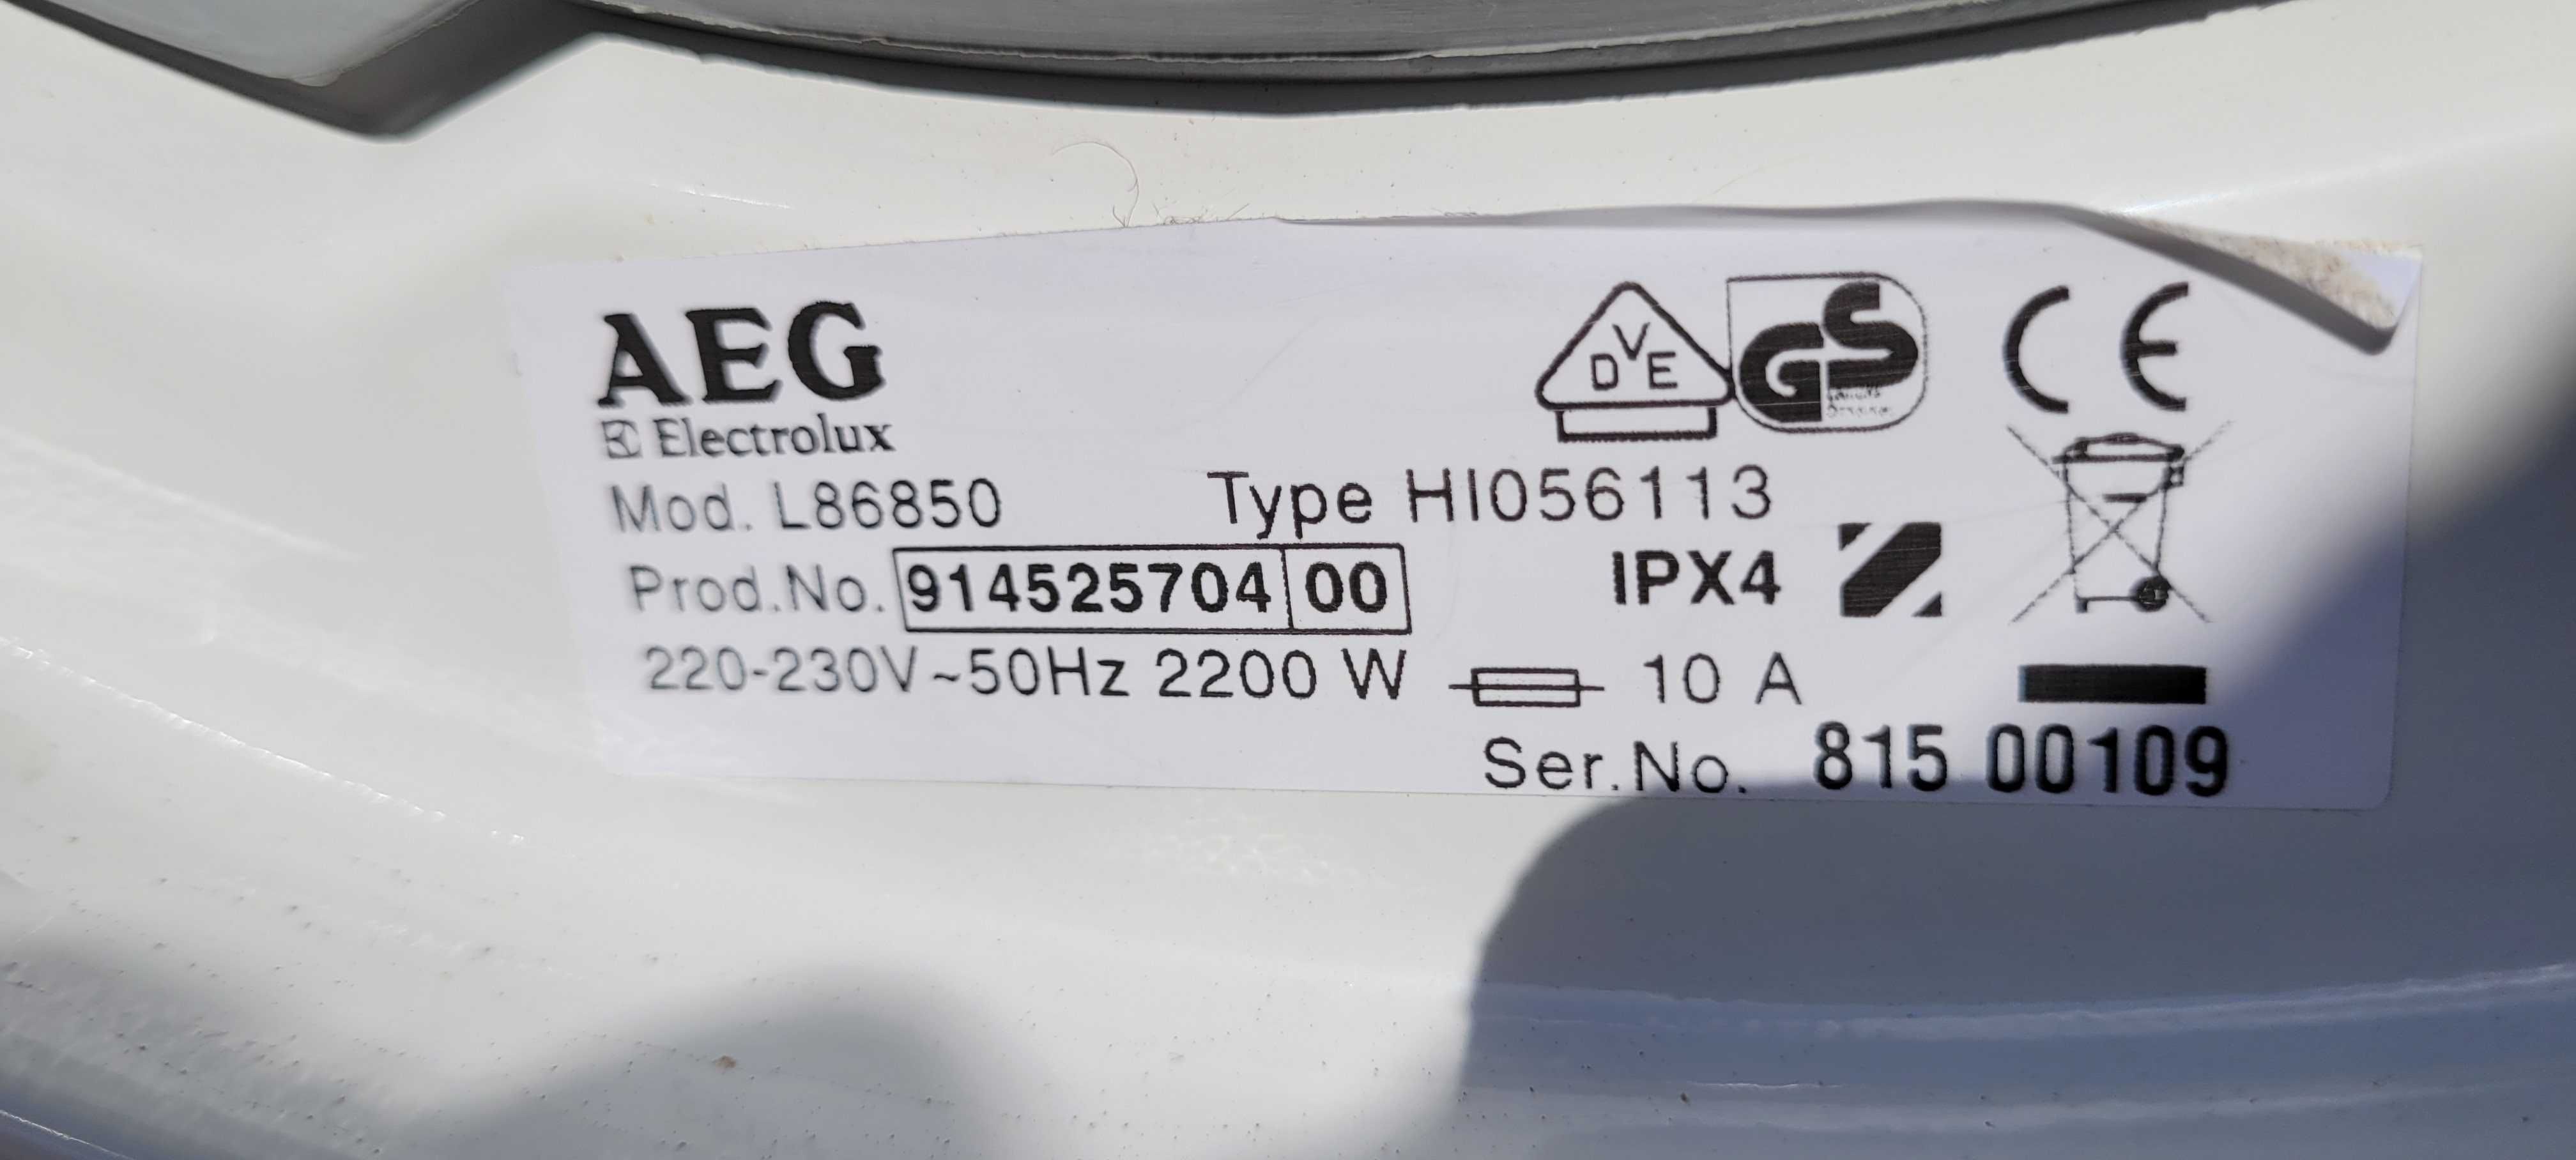 AEG
Electrolux
DVE
GS
CE
Mod. L86850 Type HI056113
Prod.No. 914525704 00 IPX4
220-230V~50Hz 2200 W 10 A
Ser.No. 815 00109